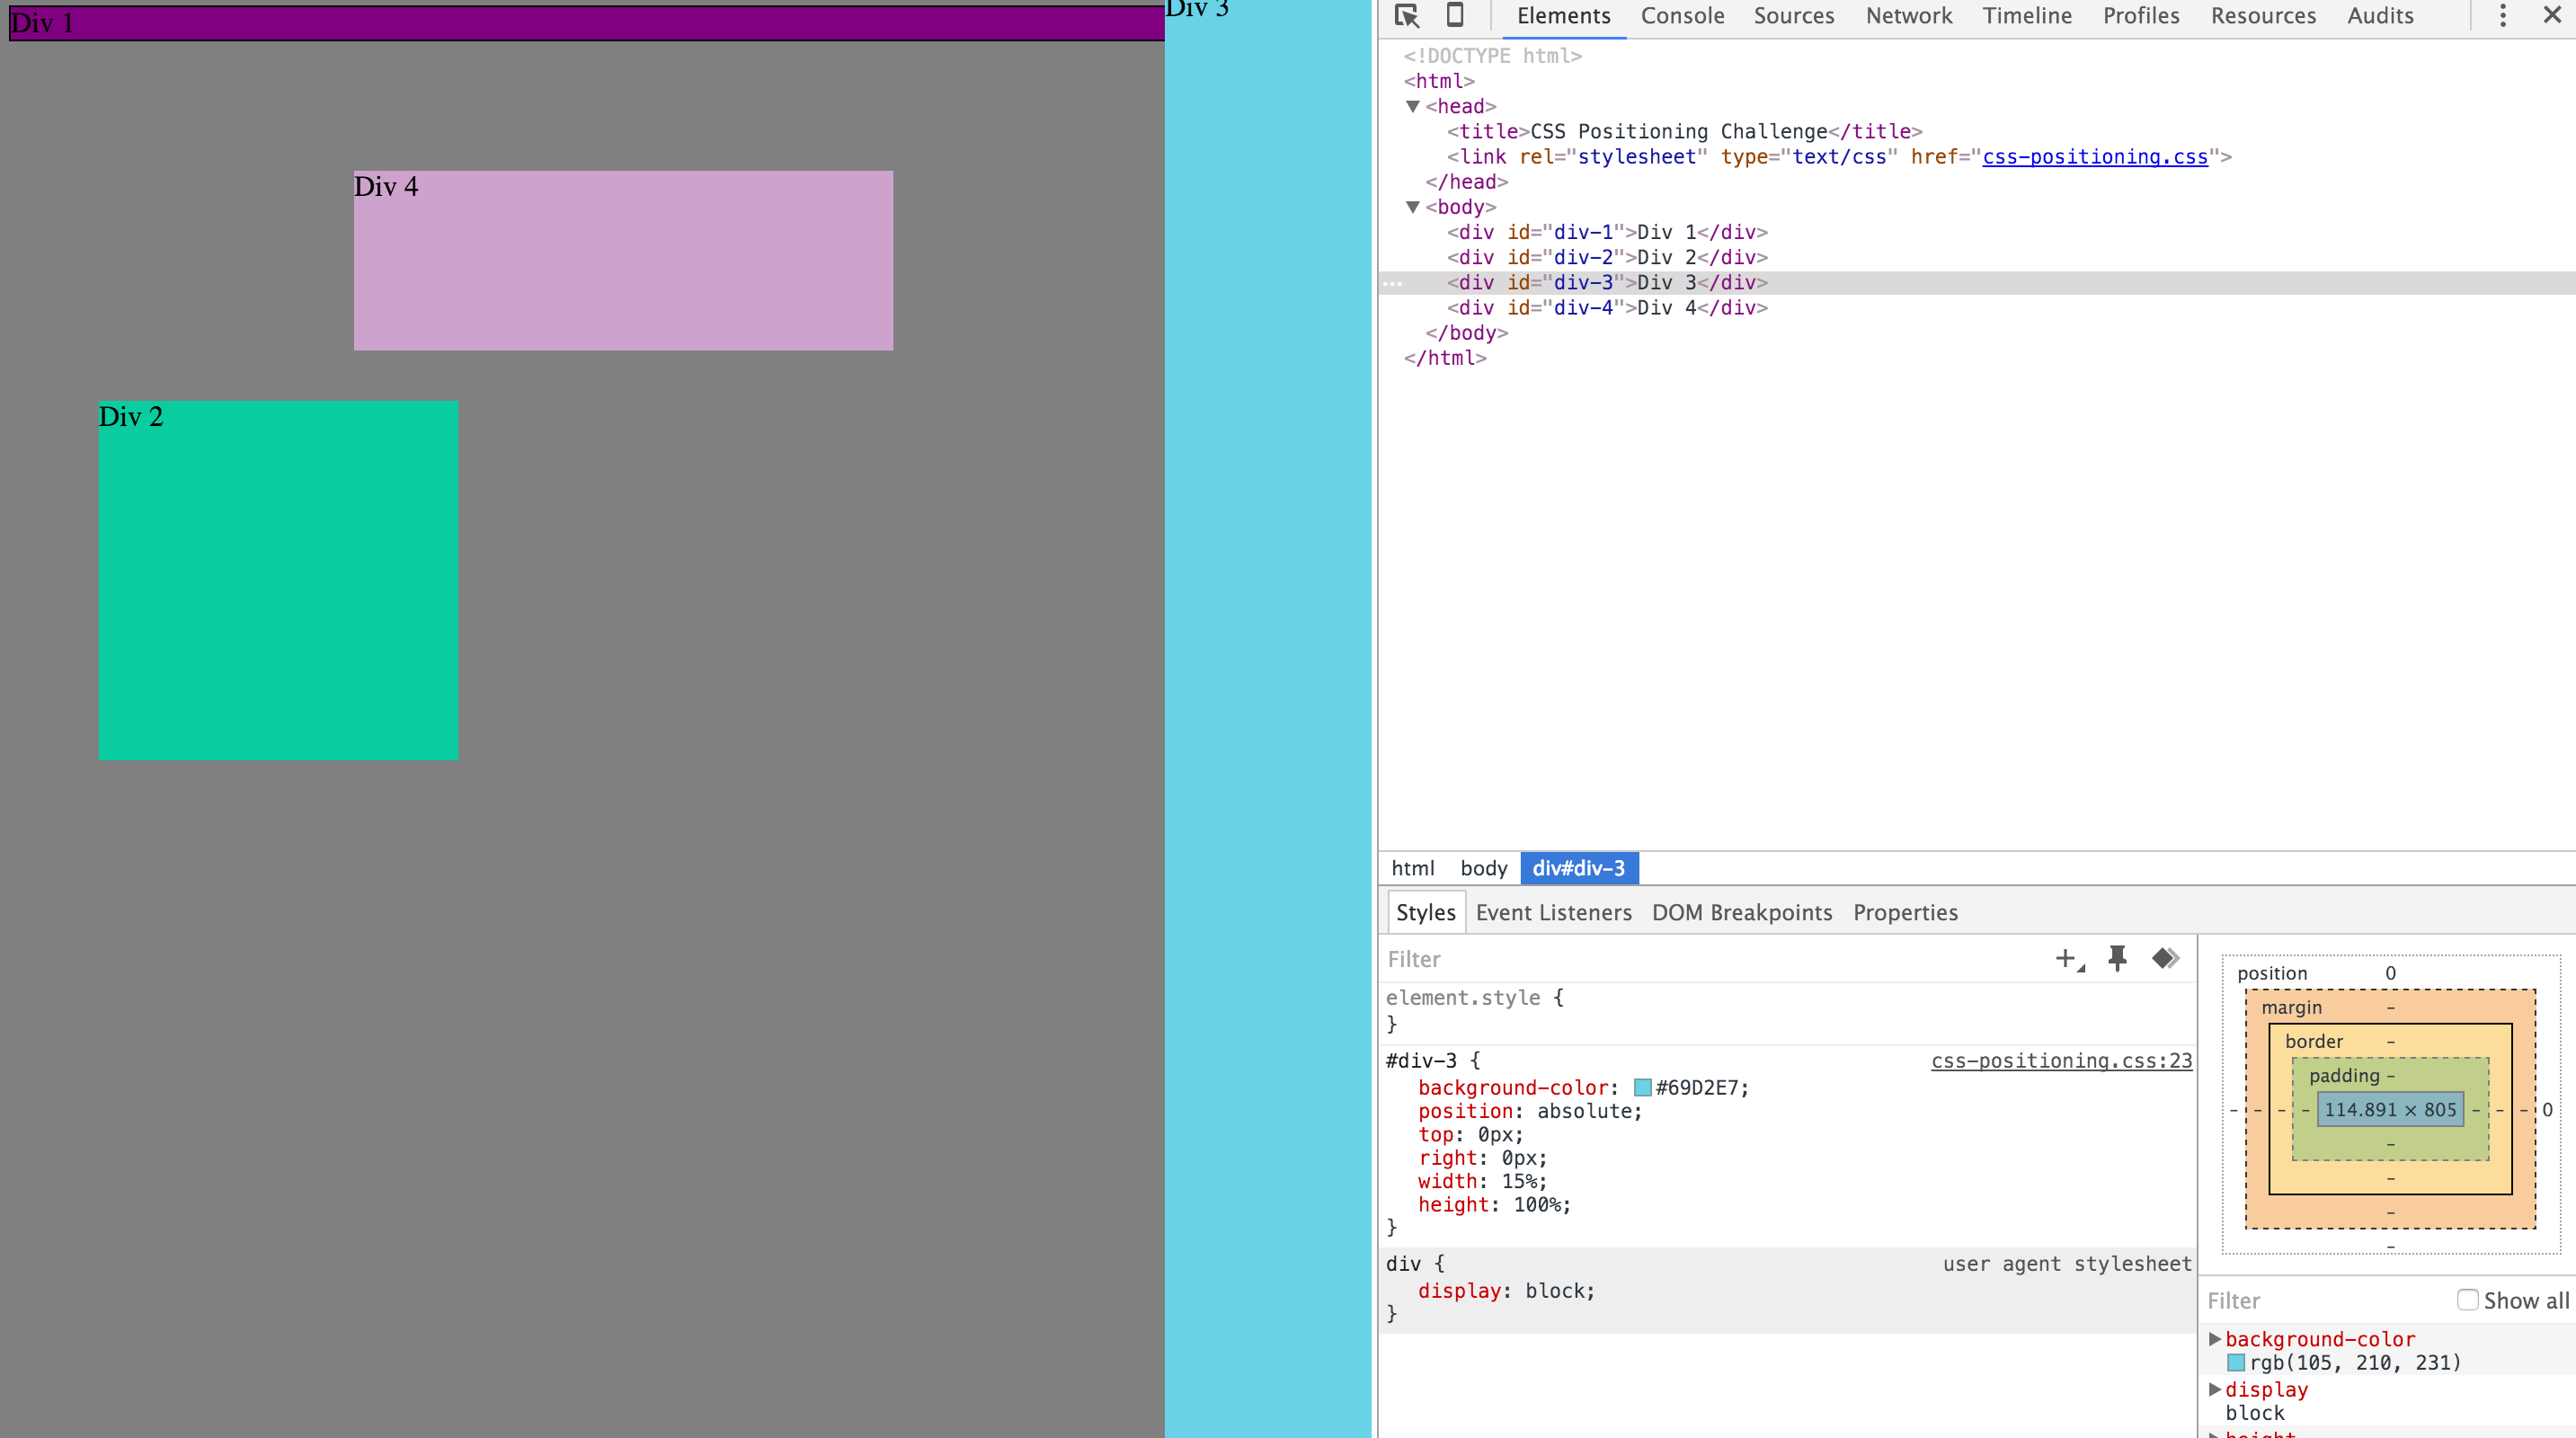 Div 1
Div 3
Div 4
Div 2
Elements Console Sources Network Timeline Profiles Resources Audits
<!DOCTYPE html>
<html>
<head>
<title>CSS Positioning Challenge</title>
<link rel="stylesheet" type="text/css" href="css-positioning.css">
</head>
<body>
<div id="div-1">Div 1</div>
<div id="div-2">Div 2</div>
<div id="div-3">Div 3</div>
<div id="div-4">Div 4</div>
</body>
</html>
html body div#div-3
Styles Event Listeners DOM Breakpoints Properties
Filter
element.style {
}
#div-3 { css-positioning.css:23
background-color: #69D2E7;
position: absolute;
top: 0px;
right: 0px;
width: 15%;
height: 100%;
}
div { user agent stylesheet
display: block;
}
position 0
margin -
border -
padding -
- - - - 114.891 × 805 - - - 0
-
-
-
-
Filter Show all
background-color
rgb(105, 210, 231)
display
block
height